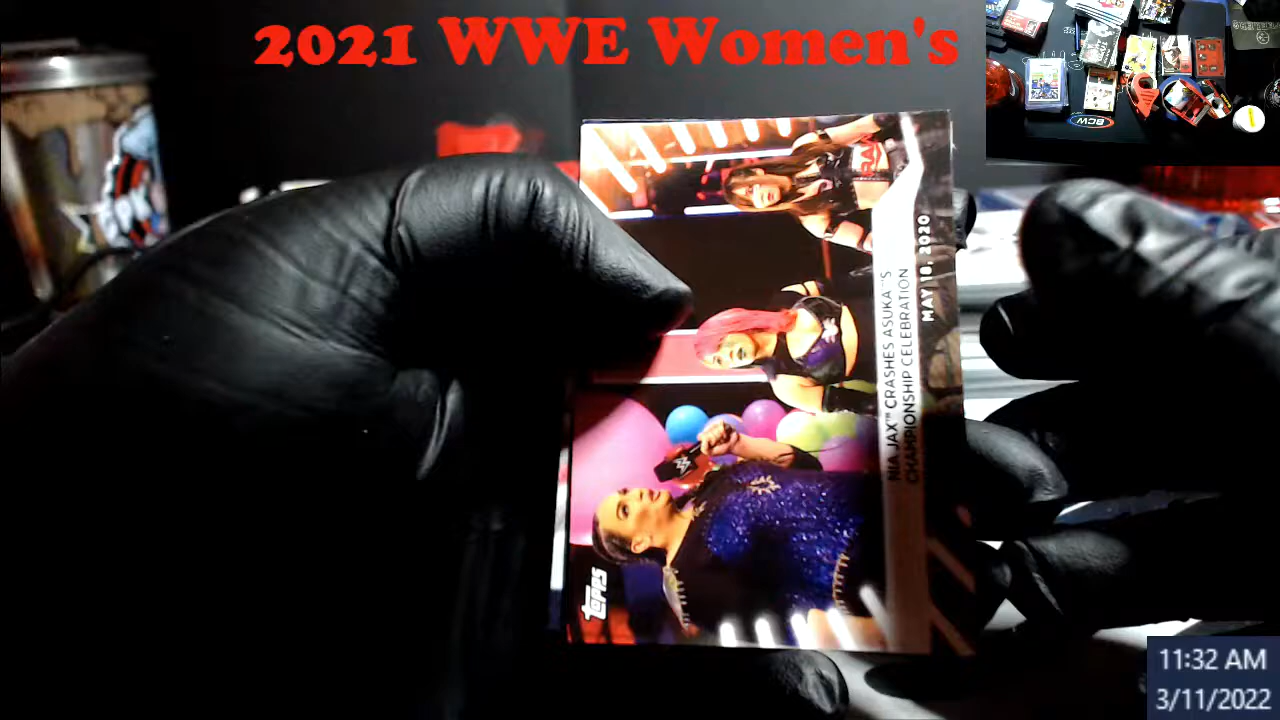 2021 WWE Women's
BCW
NIA JAX™ CRASHES ASUKA™'S
CHAMPIONSHIP CELEBRATION
MAY 18, 2020
TOPPS
11:32 AM
3/11/2022